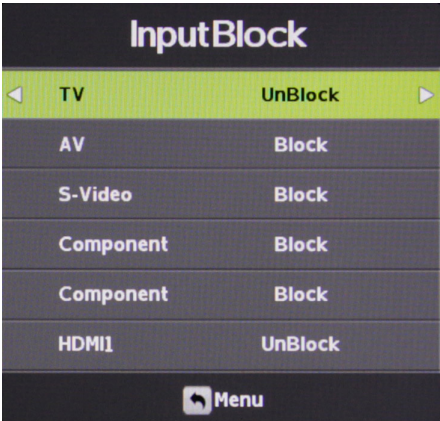 InputBlock
TV UnBlock
AV Block
S-Video Block
Component Block
Component Block
HDMI1 UnBlock
Menu